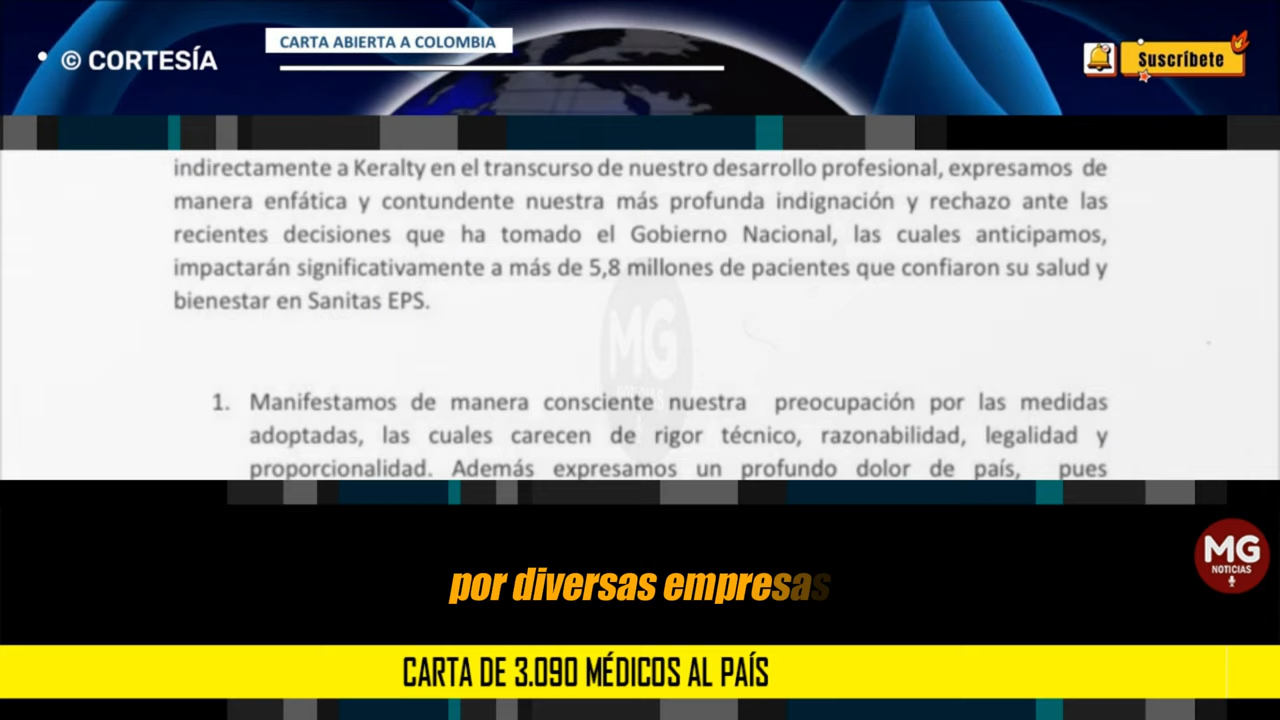 © CORTESÍA
CARTA ABIERTA A COLOMBIA
Suscríbete
indirectamente a Keralty en el transcurso de nuestro desarrollo profesional, expresamos de
manera enfática y contundente nuestra más profunda indignación y rechazo ante las
recientes decisiones que ha tomado el Gobierno Nacional, las cuales anticipamos,
impactarán significativamente a más de 5,8 millones de pacientes que confiaron su salud y
bienestar en Sanitas EPS.
MG
NOTICIAS
1. Manifestamos de manera consciente nuestra preocupación por las medidas
adoptadas, las cuales carecen de rigor técnico, razonabilidad, legalidad y
proporcionalidad. Además expresamos un profundo dolor de país, pues
MG
NOTICIAS
por diversas empresas
CARTA DE 3.090 MÉDICOS AL PAÍS